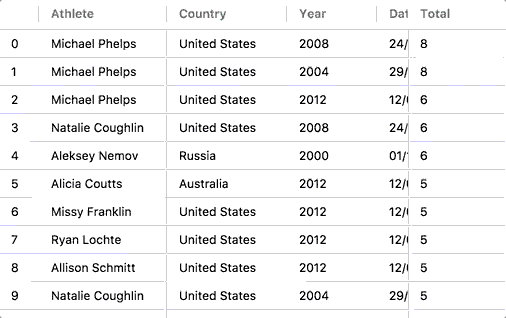 Athlete Country Year Dat Total
0 Michael Phelps United States 2008 24/ 8
1 Michael Phelps United States 2004 29/ 8
2 Michael Phelps United States 2012 12/ 6
3 Natalie Coughlin United States 2008 24/ 6
4 Aleksey Nemov Russia 2000 01/ 6
5 Alicia Coutts Australia 2012 12/ 5
6 Missy Franklin United States 2012 12/ 5
7 Ryan Lochte United States 2012 12/ 5
8 Allison Schmitt United States 2012 12/ 5
9 Natalie Coughlin United States 2004 29/ 5